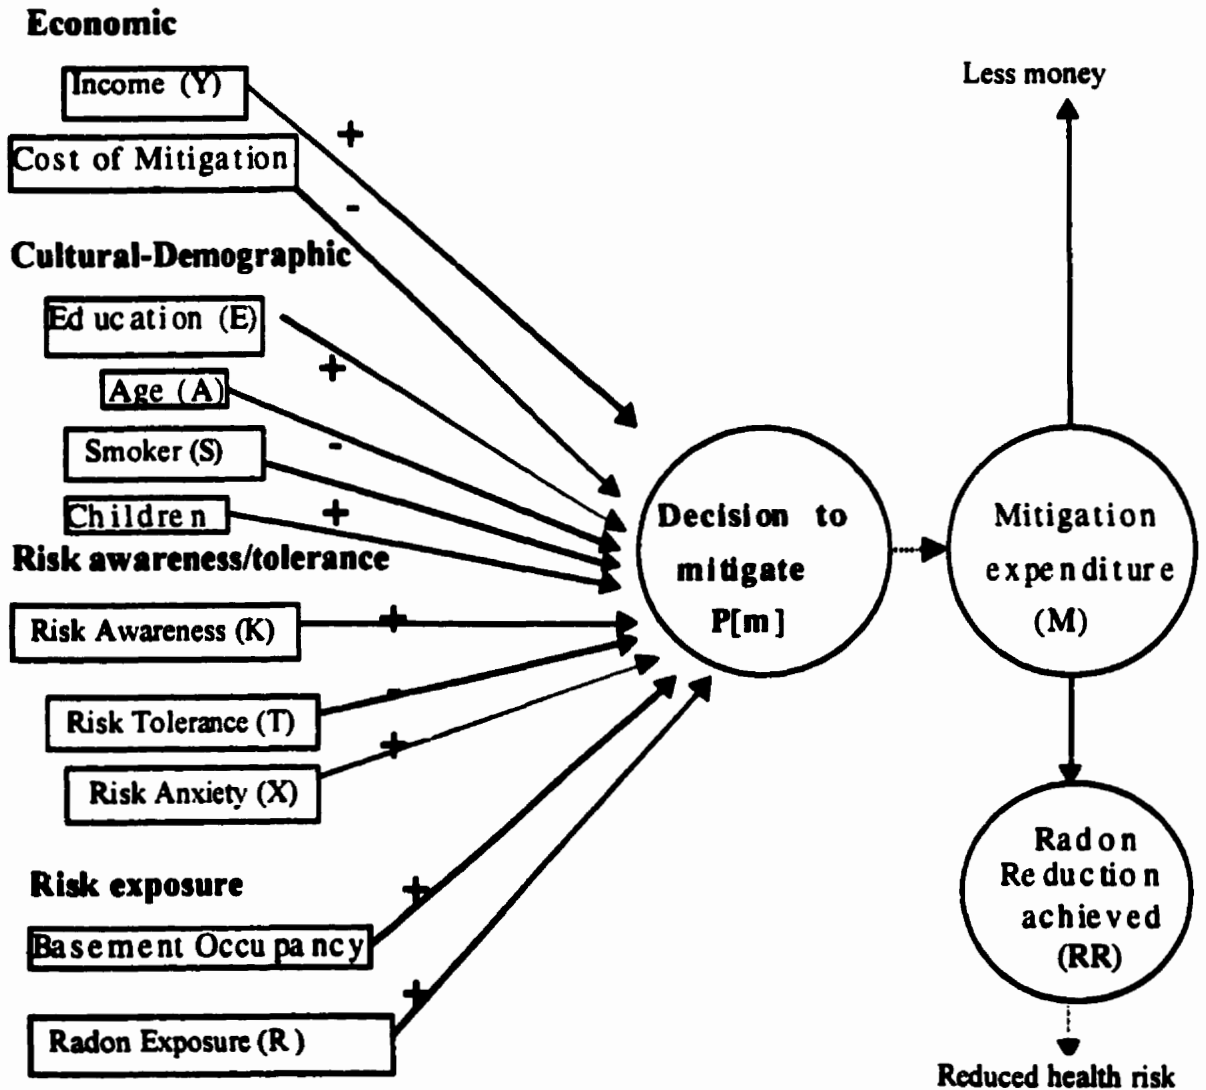 Economic
Income (Y)
Cost of Mitigation
+
-
Cultural-Demographic
Education (E)
+
Age (A)
-
Smoker (S)
Children
+
Risk awareness/tolerance
Risk Awareness (K)
+
Risk Tolerance (T)
-
Risk Anxiety (X)
+
Risk exposure
Basement Occupancy
+
Radon Exposure (R)
+
Decision to
mitigate
P[m]
Less money
Mitigation
expenditure
(M)
Radon
Reduction
achieved
(RR)
Reduced health risk